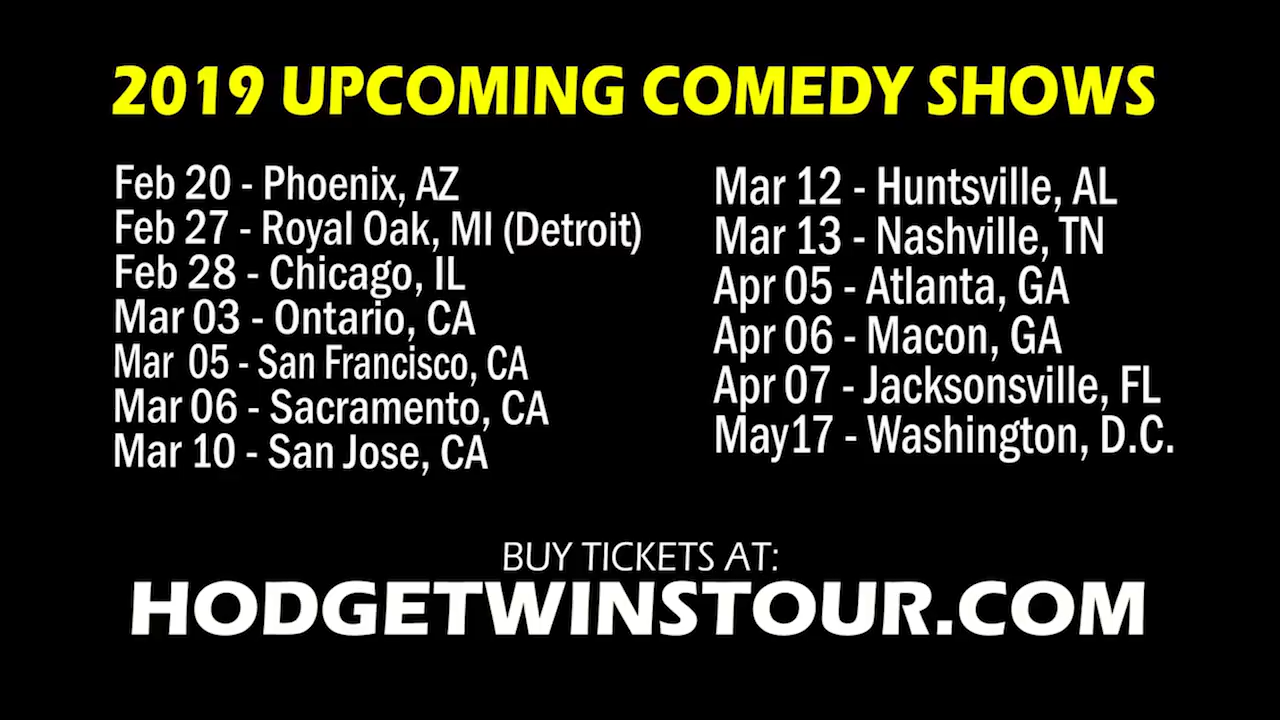 2019 UPCOMING COMEDY SHOWS
Feb 20 - Phoenix, AZ
Feb 27 - Royal Oak, MI (Detroit)
Feb 28 - Chicago, IL
Mar 03 - Ontario, CA
Mar 05 - San Francisco, CA
Mar 06 - Sacramento, CA
Mar 10 - San Jose, CA
Mar 12 - Huntsville, AL
Mar 13 - Nashville, TN
Apr 05 - Atlanta, GA
Apr 06 - Macon, GA
Apr 07 - Jacksonsville, FL
May17 - Washington, D.C.
BUY TICKETS AT:
HODGETWINSTOUR.COM